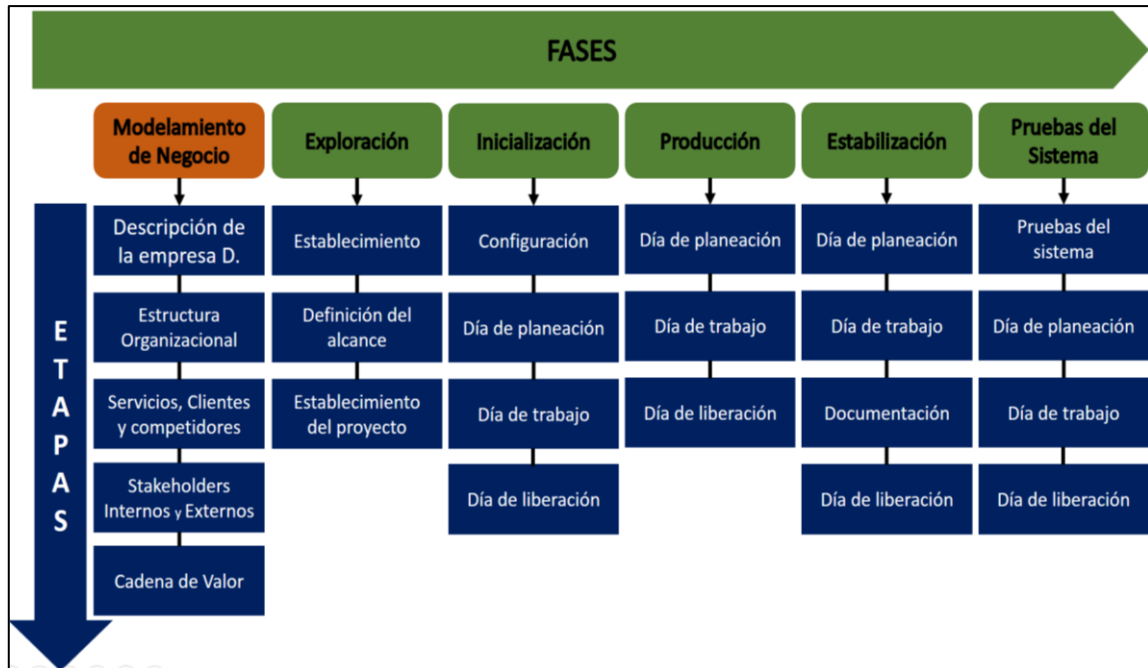 FASES
Modelamiento
de Negocio
Exploración
Inicialización
Producción
Estabilización
Pruebas del
Sistema
ETAPAS
Descripción de
la empresa D.
Establecimiento
Configuración
Día de planeación
Día de planeación
Pruebas del
sistema
Estructura
Organizacional
Definición del
alcance
Día de planeación
Día de trabajo
Día de trabajo
Día de planeación
Servicios, Clientes
y competidores
Establecimiento
del proyecto
Día de trabajo
Día de liberación
Documentación
Día de trabajo
Stakeholders
Internos y Externos
Día de liberación
Día de liberación
Día de liberación
Cadena de Valor